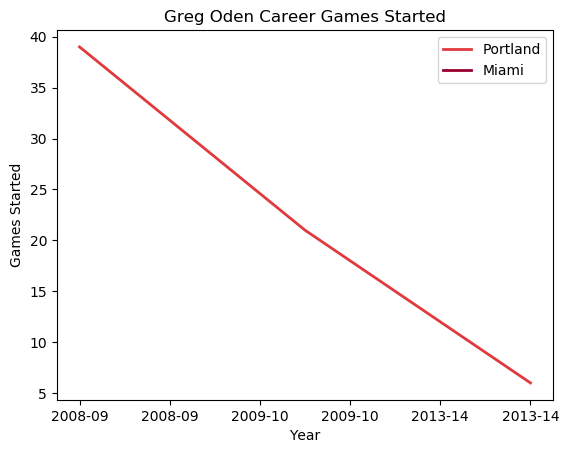 Greg Oden Career Games Started
Portland
Miami
40
35
30
25
20
15
10
5
Games Started
2008-09 2008-09 2009-10 2009-10 2013-14 2013-14
Year